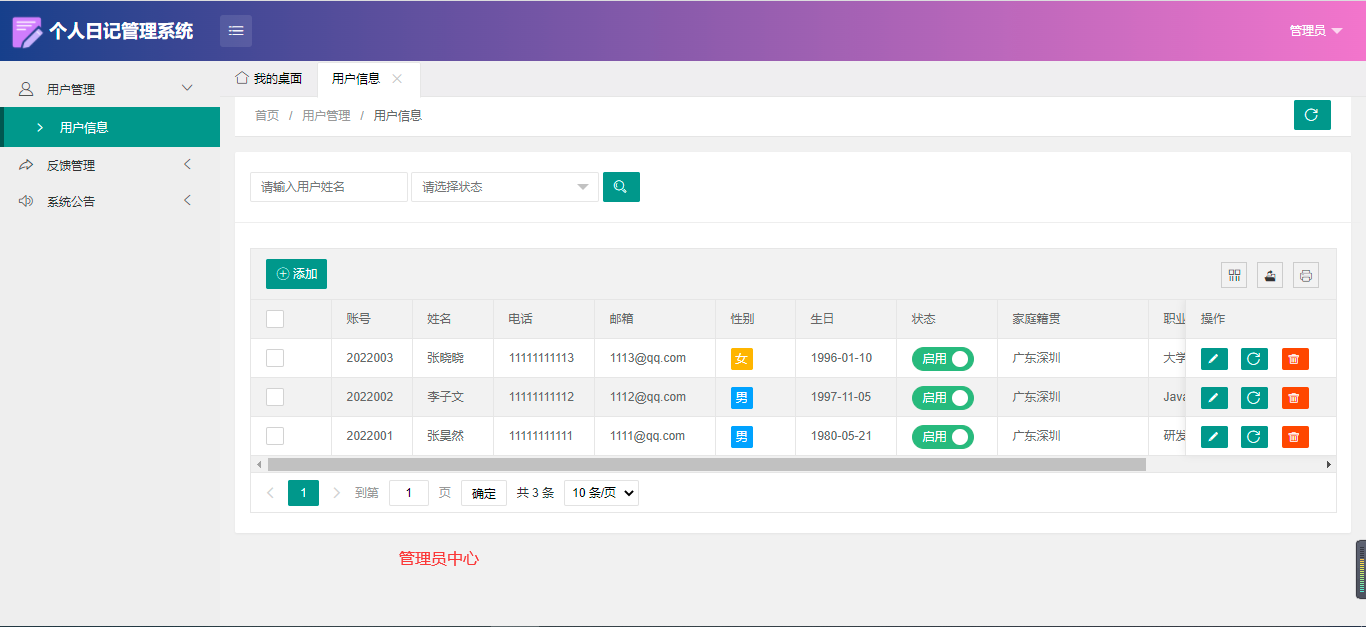 个人日记管理系统
管理员
用户管理
用户信息
反馈管理
系统公告
我的桌面 用户信息
首页 / 用户管理 / 用户信息
请输入用户姓名 请选择状态
添加
账号 姓名 电话 邮箱 性别 生日 状态 家庭籍贯 职业 操作
2022003 张晓晓 11111111113 1113@qq.com 女 1996-01-10 启用 广东深圳 大学
2022002 李子文 11111111112 1112@qq.com 男 1997-11-05 启用 广东深圳 Java
2022001 张昊然 11111111111 1111@qq.com 男 1980-05-21 启用 广东深圳 研发
1 到第 1 页 确定 共 3 条 10 条/页
管理员中心